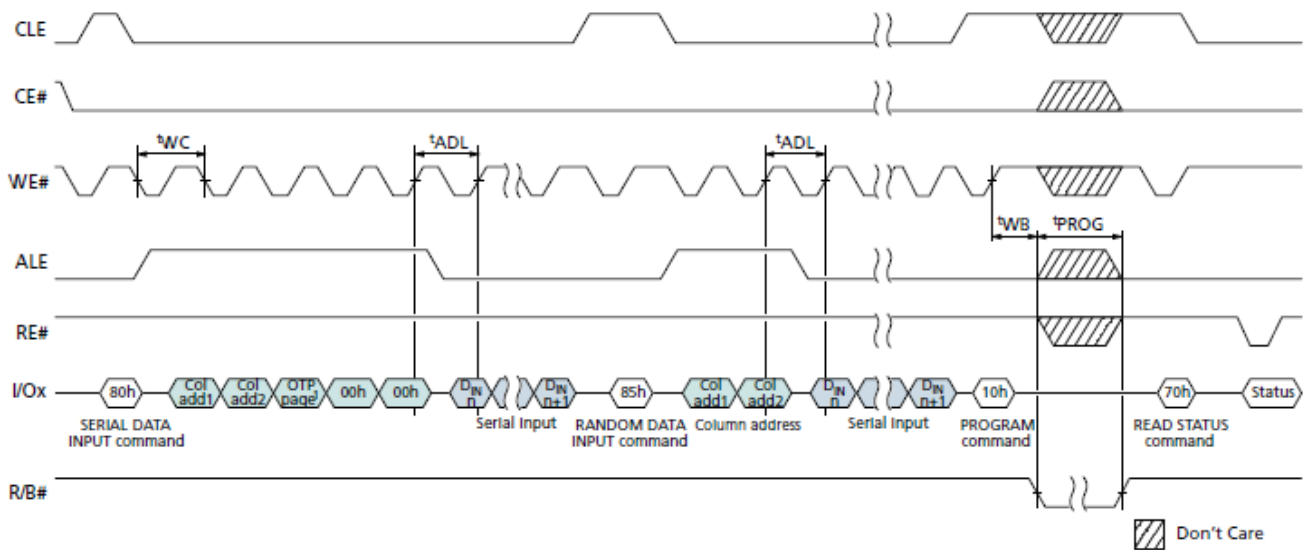 CLE
CE#
tWC
tADL
tADL
WE#
tWB
tPROG
ALE
RE#
I/Ox
80h
Col add1
Col add2
OTP page1
00h
00h
DIN n
DIN n+1
85h
Col add1
Col add2
DIN n
DIN n+1
10h
70h
Status
SERIAL DATA
INPUT command
Serial input
RANDOM DATA
INPUT command
Column address
Serial input
PROGRAM
command
READ STATUS
command
R/B#
Don't Care